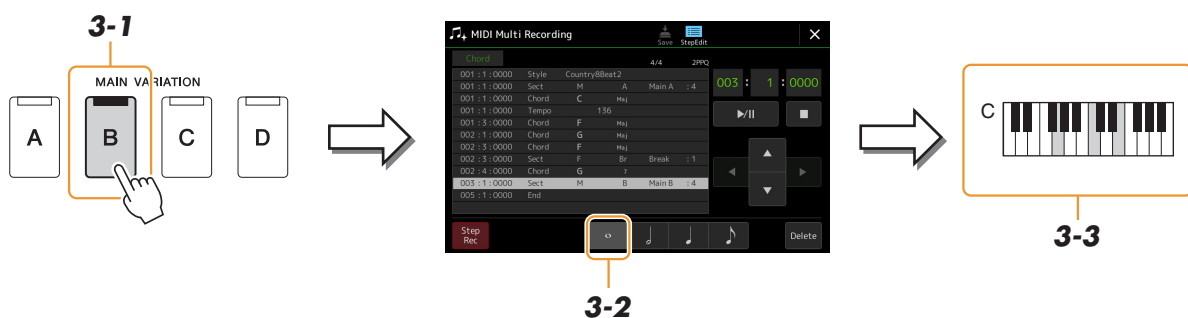 3-1
MAIN VARIATION
A
B
C
D
MIDI Multi Recording
Save
StepEdit
Chord
4/4 2PPQ
001 : 1 : 0000 Style Country8Beat2
001 : 1 : 0000 Sect M A Main A : 4
001 : 1 : 0000 Chord C Maj
001 : 1 : 0000 Tempo 136
001 : 3 : 0000 Chord F Maj
002 : 1 : 0000 Chord G Maj
002 : 3 : 0000 Chord F Maj
002 : 3 : 0000 Sect F Br Break : 1
002 : 4 : 0000 Chord G 7
003 : 1 : 0000 Sect M B Main B : 4
005 : 1 : 0000 End
003 : 1 : 0000
Step
Rec
Delete
3-2
C
3-3